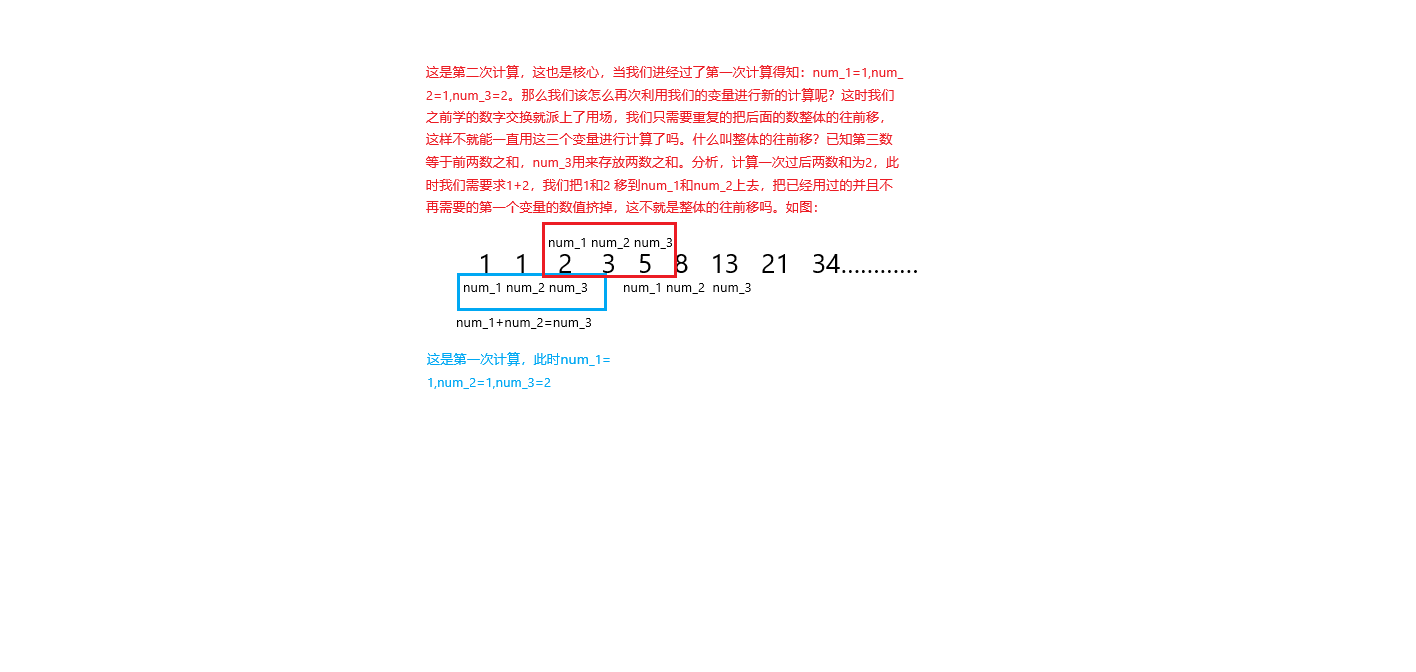 这是第二次计算，这也是核心，当我们进经过了第一次计算得知：num_1=1,num_
2=1,num_3=2。那么我们该怎么再次利用我们的变量进行新的计算呢？这时我们
之前学的数字交换就派上了用场，我们只需要重复的把后面的数整体的往前移，
这样不就能一直用这三个变量进行计算了吗。什么叫整体的往前移？已知第三数
等于前两数之和，num_3用来存放两数之和。分析，计算一次过后两数和为2，此
时我们需要求1+2，我们把1和2 移到num_1和num_2上去，把已经用过的并且不
再需要的第一个变量的数值挤掉，这不就是整体的往前移吗。如图：
num_1 num_2 num_3
1 1 2 3 5 8 13 21 34............
num_1 num_2 num_3 num_1 num_2 num_3
num_1+num_2=num_3
这是第一次计算，此时num_1=
1,num_2=1,num_3=2